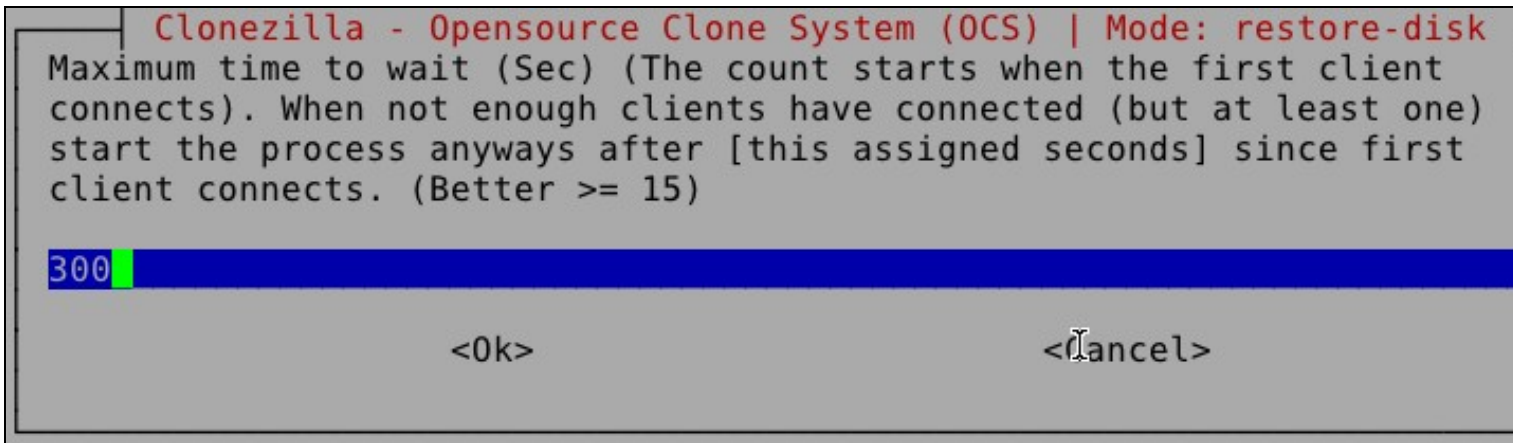 Clonezilla - Opensource Clone System (OCS) | Mode: restore-disk
Maximum time to wait (Sec) (The count starts when the first client
connects). When not enough clients have connected (but at least one)
start the process anyways after [this assigned seconds] since first
client connects. (Better >= 15)
300
<Ok> <Cancel>